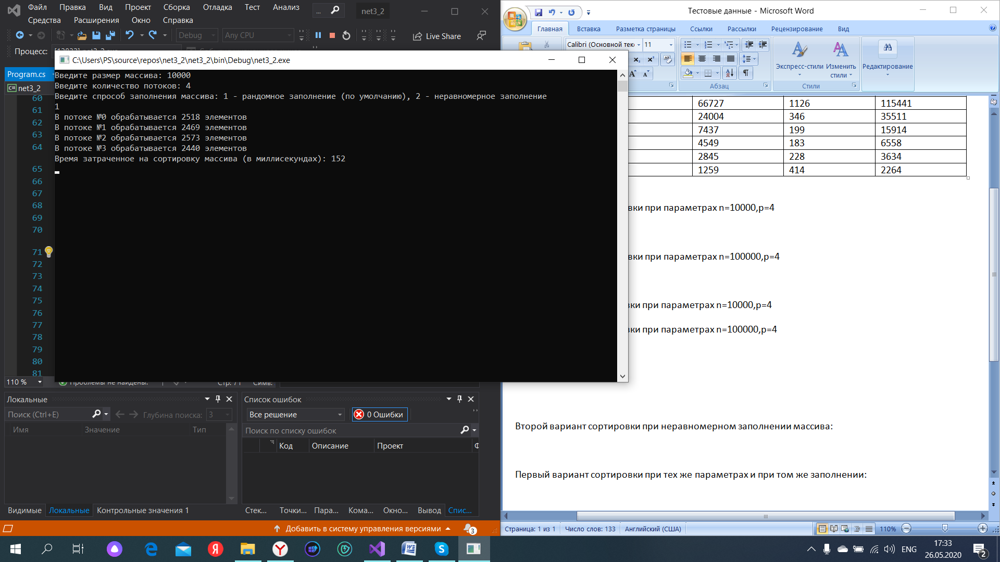 Файл Правка Вид Проект Сборка Отладка Тест Анализ ... net3_2
Средства Расширения Окно Справка
Debug Any CPU Live Share
Процесс:
Program.cs
C# net3_2
60
61
62
63
64
65
66
67
68
69
70
71
72
73
74
75
76
77
78
79
80
81
C:\Users\PS\source\repos\net3_2\net3_2\bin\Debug\net3_2.exe
Введите размер массива: 10000
Введите количество потоков: 4
Введите спрособ заполнения массива: 1 - рандомное заполнение (по умолчанию), 2 - неравномерное заполнение
1
В потоке №0 обрабатывается 2518 элементов
В потоке №1 обрабатывается 2469 элементов
В потоке №2 обрабатывается 2573 элементов
В потоке №3 обрабатывается 2440 элементов
Время затраченное на сортировку массива (в миллисекундах): 152
110 % Проблемы не найдены. Стр: 71 Симв:
Локальные
Поиск (Ctrl+E) Глубина поиска: 3
Имя Значение Тип
Видимые Локальные Контрольные значения 1
Список ошибок
Все решение 0 Ошибки
Поиск по списку ошибок
Код Описание Проект
Стек... Точки... Пара... Кома... Окно... Вывод Спис...
Добавить в систему управления версиями 3
Тестовые данные - Microsoft Word
Главная Вставка Разметка страницы Ссылки Рассылки Рецензирование Вид
Calibri (Основной тек 11
Экспресс-стили Изменить стили Редактирование
Абзац Стили
66727 1126 115441
24004 346 35511
7437 199 15914
4549 183 6558
2845 228 3634
1259 414 2264
вки при параметрах n=10000,p=4
вки при параметрах n=100000,p=4
вки при параметрах n=10000,p=4
вки при параметрах n=100000,p=4
Второй вариант сортировки при неравномерном заполнении массива:
Первый вариант сортировки при тех же параметрах и при том же заполнении:
Страница: 1 из 1 Число слов: 133 Английский (США) 110%
ENG 17:33
26.05.2020 2